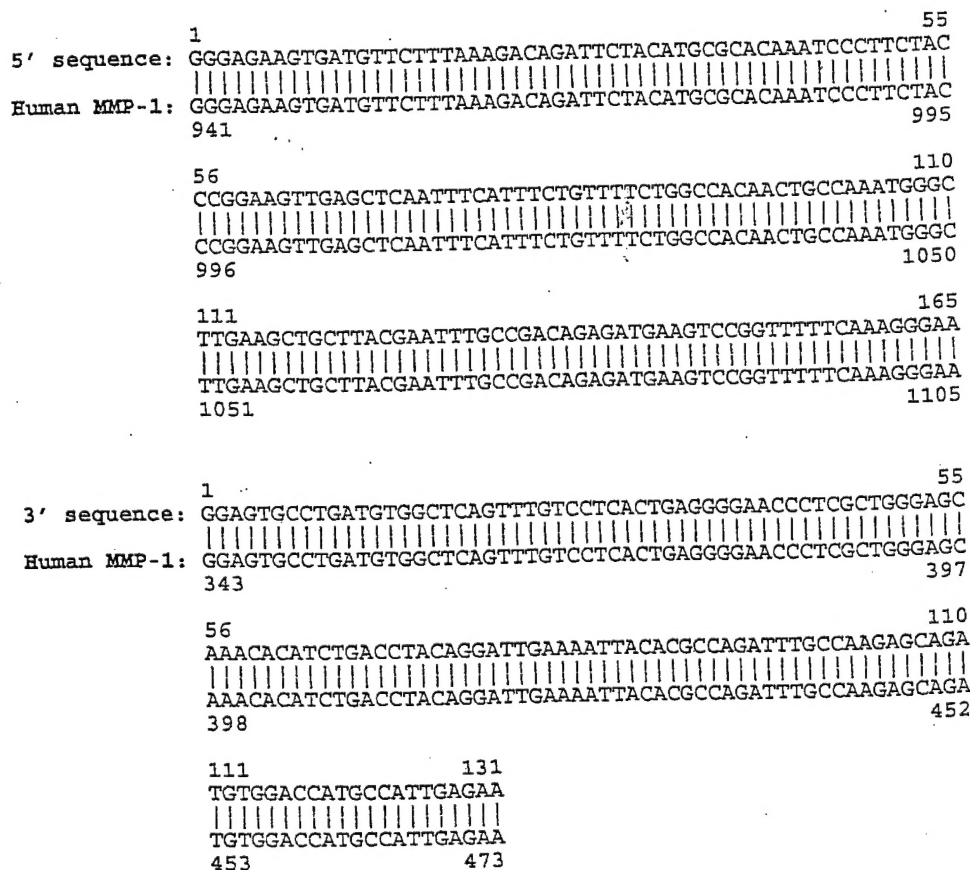 1 55
5' sequence: GGGAGAAGTGATGTTCTTTAAAGACAGATTCTACATGCGCACAAATCCCTTCTAC
|||||||||||||||||||||||||||||||||||||||||||||||||||||||
Human MMP-1: GGGAGAAGTGATGTTCTTTAAAGACAGATTCTACATGCGCACAAATCCCTTCTAC
941 995
56 110
CCGGAAGTTGAGCTCAATTTCATTTCTGTTTTCTGGCCACAACTGCCAAATGGGC
|||||||||||||||||||||||||||||||||||||||||||||||||||||||
CCGGAAGTTGAGCTCAATTTCATTTCTGTTTTCTGGCCACAACTGCCAAATGGGC
996 1050
111 165
TTGAAGCTGCTTACGAATTTGCCGACAGAGATGAAGTCCGGTTTTTCAAAGGGAA
|||||||||||||||||||||||||||||||||||||||||||||||||||||||
TTGAAGCTGCTTACGAATTTGCCGACAGAGATGAAGTCCGGTTTTTCAAAGGGAA
1051 1105
1 55
3' sequence: GGAGTGCCTGATGTGGCTCAGTTTGTCCTCACTGAGGGGAACCCTCGCTGGGAGC
|||||||||||||||||||||||||||||||||||||||||||||||||||||||
Human MMP-1: GGAGTGCCTGATGTGGCTCAGTTTGTCCTCACTGAGGGGAACCCTCGCTGGGAGC
343 397
56 110
AAACACATCTGACCTACAGGATTGAAAATTACACGCCAGATTTGCCAAGAGCAGA
|||||||||||||||||||||||||||||||||||||||||||||||||||||||
AAACACATCTGACCTACAGGATTGAAAATTACACGCCAGATTTGCCAAGAGCAGA
398 452
111 131
TGTGGACCATGCCATTGAGAA
|||||||||||||||||||||
TGTGGACCATGCCATTGAGAA
453 473